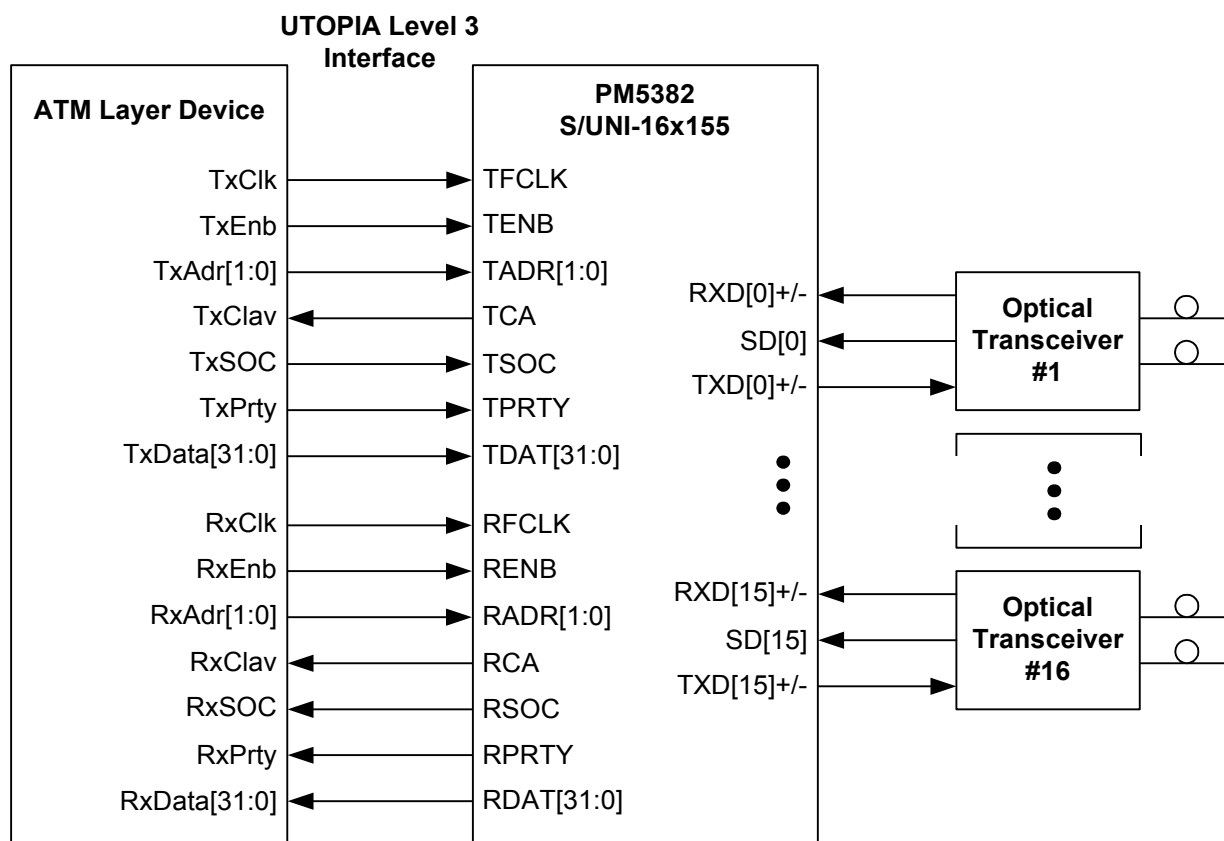 UTOPIA Level 3
Interface
ATM Layer Device
PM5382
S/UNI-16x155
TxClk
TFCLK
TxEnb
TENB
TxAdr[1:0]
TADR[1:0]
TxClav
TCA
TxSOC
TSOC
TxPrty
TPRTY
TxData[31:0]
TDAT[31:0]
RxClk
RFCLK
RxEnb
RENB
RxAdr[1:0]
RADR[1:0]
RxClav
RCA
RxSOC
RSOC
RxPrty
RPRTY
RxData[31:0]
RDAT[31:0]
RXD[0]+/-
SD[0]
TXD[0]+/-
Optical
Transceiver
#1
RXD[15]+/-
SD[15]
TXD[15]+/-
Optical
Transceiver
#16